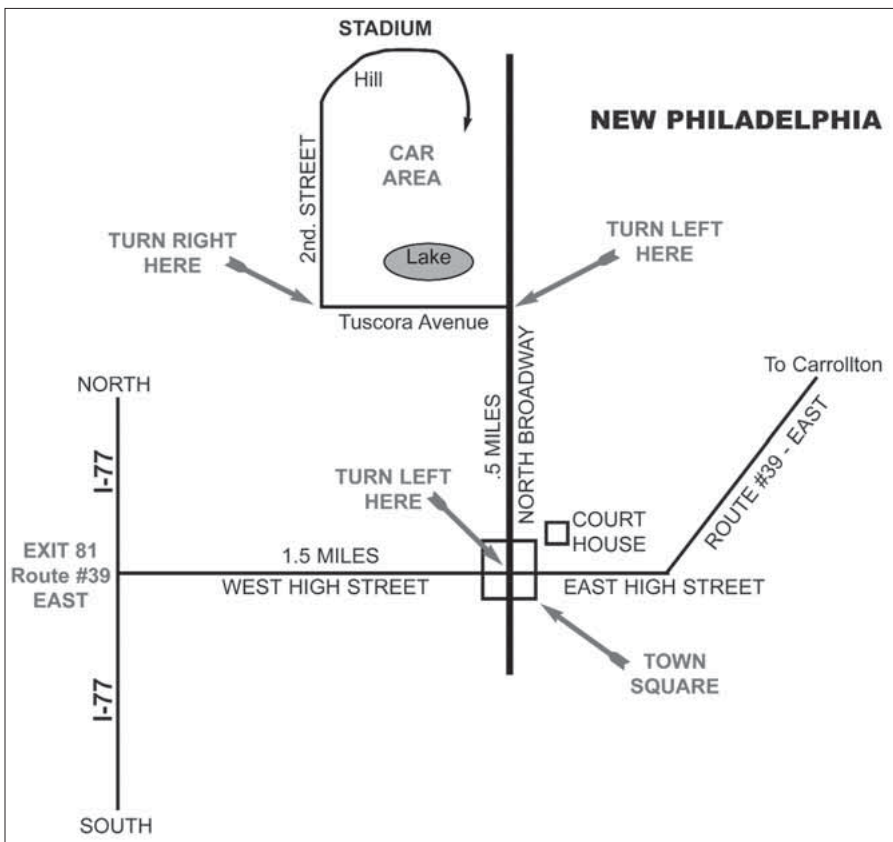 STADIUM
Hill
NEW PHILADELPHIA
CAR
AREA
2nd. STREET
TURN RIGHT
HERE
TURN LEFT
HERE
Lake
Tuscora Avenue
To Carrollton
NORTH
.5 MILES
NORTH BROADWAY
ROUTE #39 - EAST
I-77
TURN LEFT
HERE
COURT
HOUSE
EXIT 81
Route #39
EAST
1.5 MILES
WEST HIGH STREET
EAST HIGH STREET
TOWN
SQUARE
I-77
SOUTH